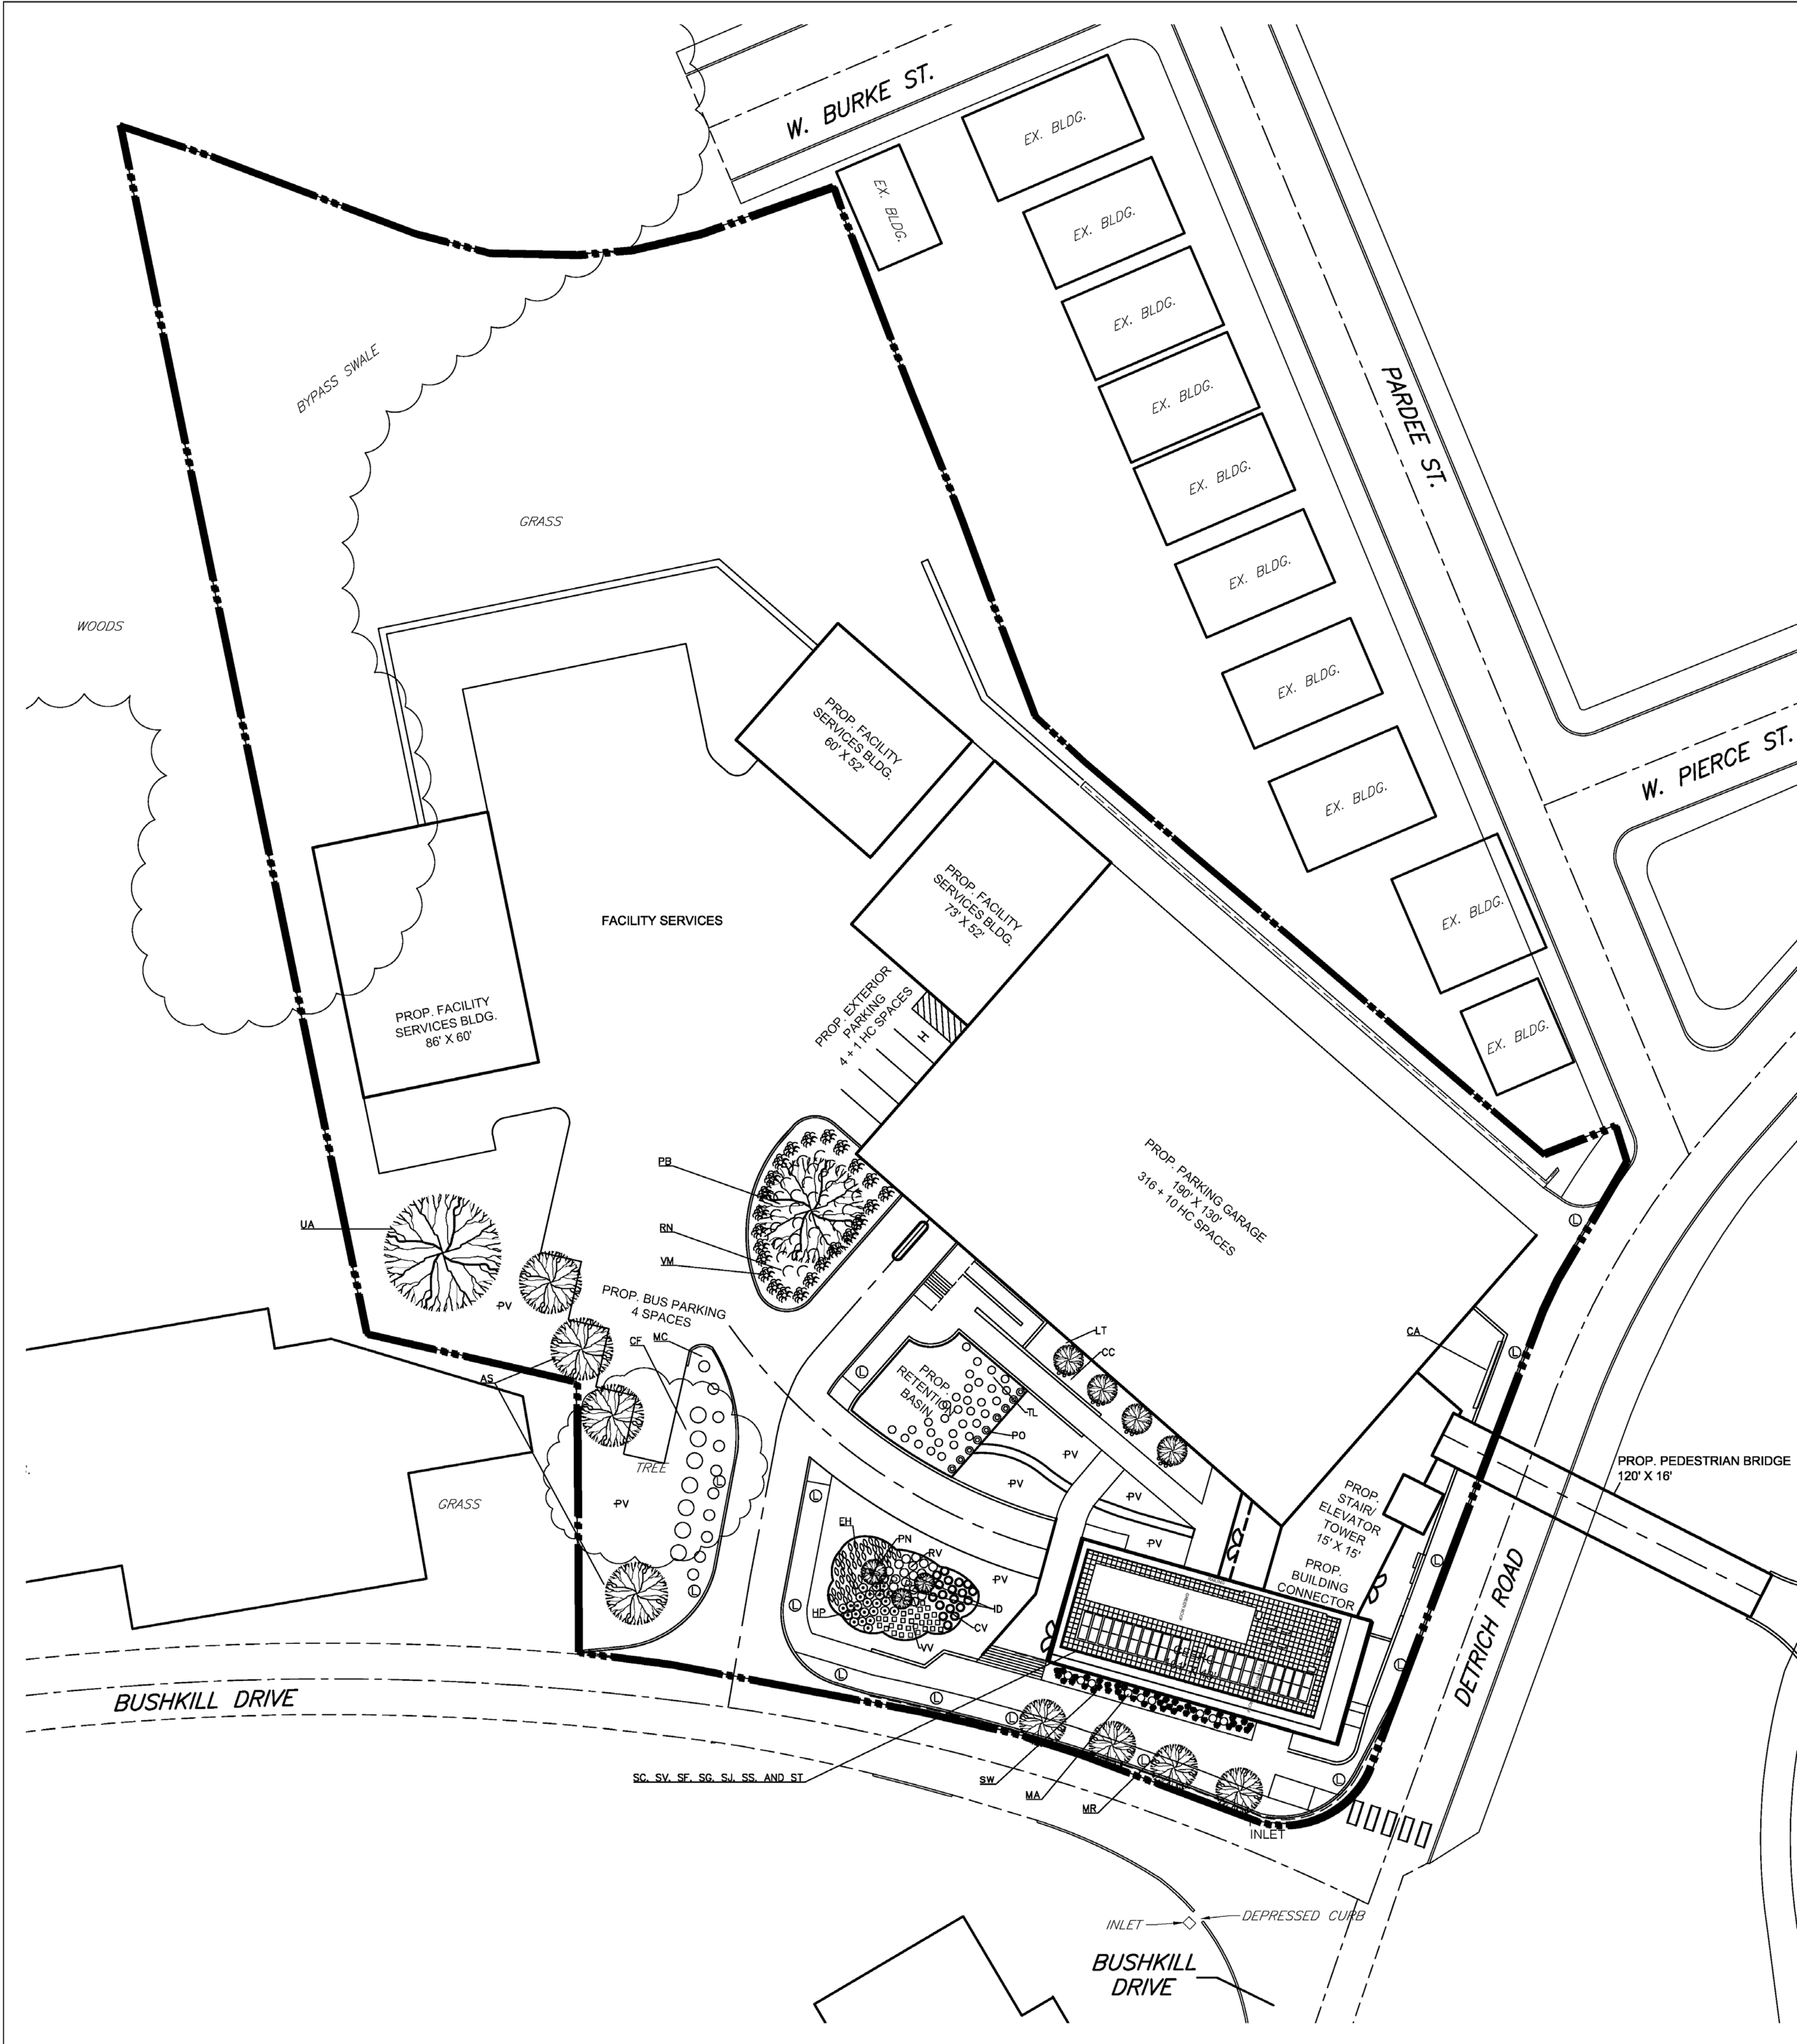 W. BURKE ST.
EX. BLDG.
EX. BLDG.
EX. BLDG.
EX. BLDG.
EX. BLDG.
EX. BLDG.
EX. BLDG.
EX. BLDG.
EX. BLDG.
EX. BLDG.
EX. BLDG.
PARDEE ST.
W. PIERCE ST.
BYPASS SWALE
GRASS
WOODS
PROP. FACILITY
SERVICES BLDG.
60' X 52'
PROP. FACILITY
SERVICES BLDG.
73' X 52'
FACILITY SERVICES
PROP. FACILITY
SERVICES BLDG.
86' X 60'
PROP. EXTERIOR
PARKING
4 + 1 HC SPACES
H
PROP. PARKING GARAGE
190' X 130'
316 + 10 HC SPACES
PB
RN
VM
UA
PV
PROP. BUS PARKING
4 SPACES
CF
MC
AS
TREE
PV
GRASS
L
L
LT
CC
CA
L
L
L
PROP.
RETENTION
BASIN
TL
PO
PV
PV
PV
PV
PV
PROP. PEDESTRIAN BRIDGE
120' X 16'
PROP.
STAIR/
ELEVATOR
TOWER
15' X 15'
PROP.
BUILDING
CONNECTOR
L
L
L
EH
PN
RV
HP
ID
CV
VV
L
L
L
L
L
L
DETRICH ROAD
BUSHKILL DRIVE
SC, SV, SF, SG, SJ, SS, AND ST
SW
MA
MR
INLET
INLET
DEPRESSED CURB
BUSHKILL
DRIVE